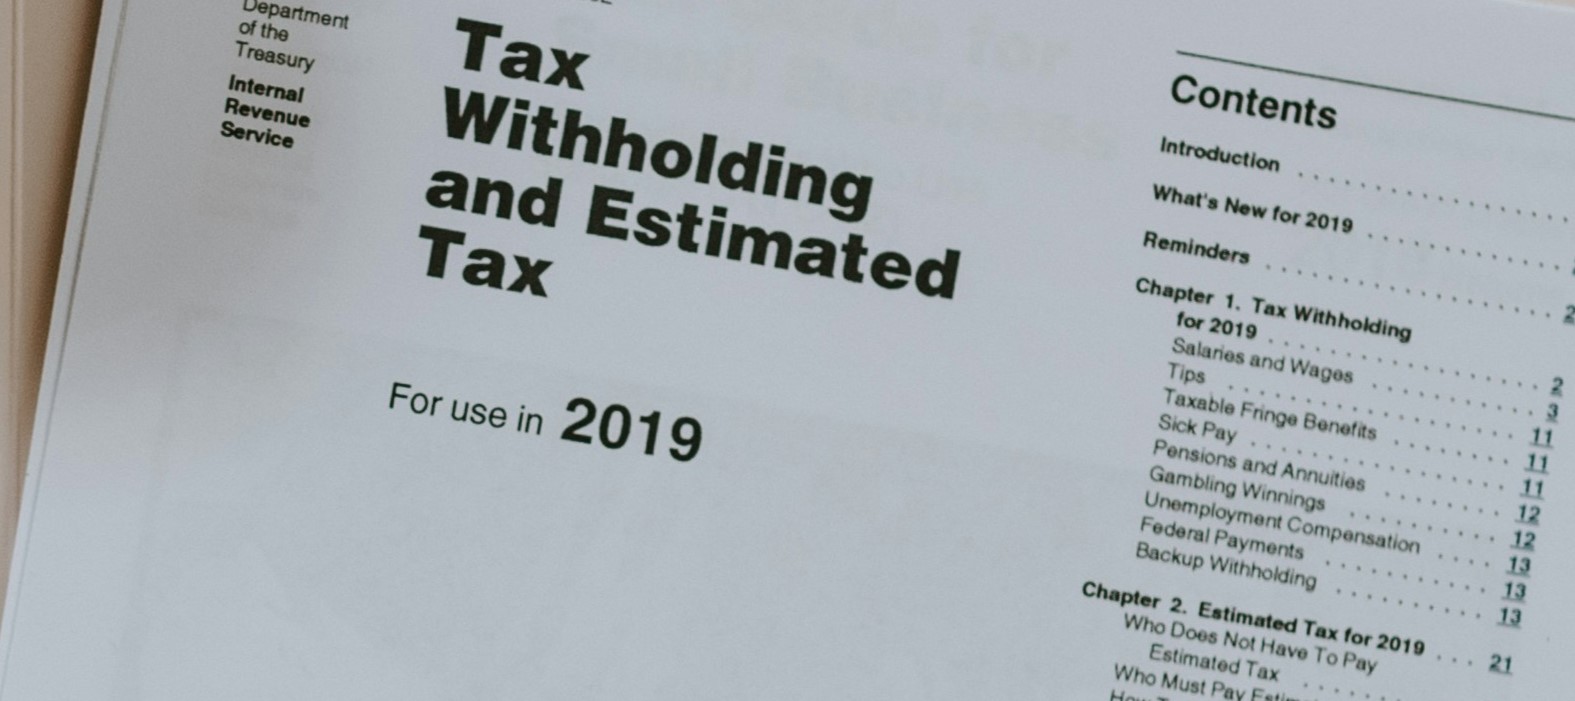 Department
of the
Treasury
Internal
Revenue
Service
Tax
Withholding
and Estimated
Tax
For use in 2019
Contents
Introduction . . . . . . . . . . . . . . . . . . .
What's New for 2019 . . . . . . . . . . . . .
Reminders . . . . . . . . . . . . . . . . . . . 2
Chapter 1. Tax Withholding
for 2019 . . . . . . . . . . . . . . . . . . . 2
Salaries and Wages . . . . . . . . . . . 3
Tips . . . . . . . . . . . . . . . . . . . . 11
Taxable Fringe Benefits . . . . . . . . 11
Sick Pay . . . . . . . . . . . . . . . . . 11
Pensions and Annuities . . . . . . . . 12
Gambling Winnings . . . . . . . . . . . 12
Unemployment Compensation . . . . 13
Federal Payments . . . . . . . . . . . . 13
Backup Withholding . . . . . . . . . . . 13
Chapter 2. Estimated Tax for 2019 . . . 21
Who Does Not Have To Pay
Estimated Tax . . . . . .
Who Must Pay